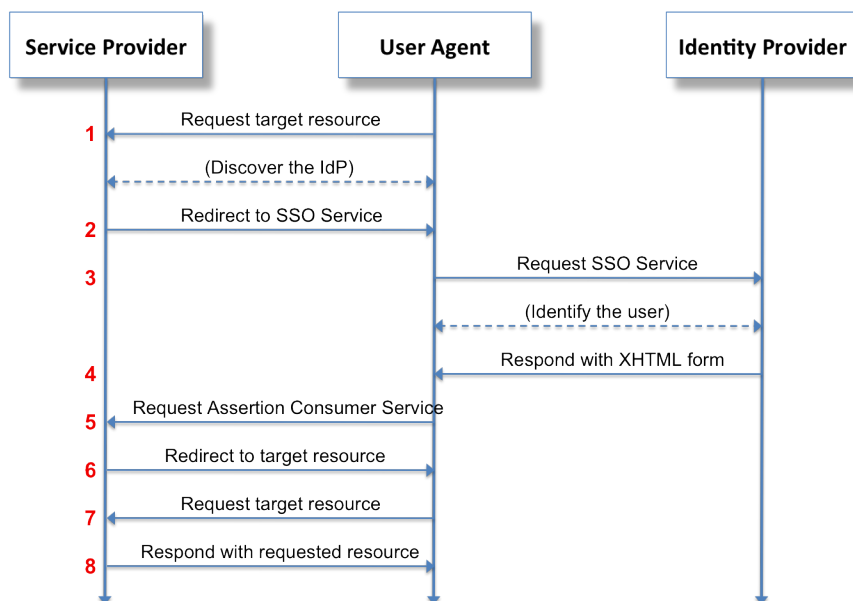 Service Provider
User Agent
Identity Provider
1
Request target resource
(Discover the IdP)
2
Redirect to SSO Service
3
Request SSO Service
(Identify the user)
4
Respond with XHTML form
5
Request Assertion Consumer Service
6
Redirect to target resource
7
Request target resource
8
Respond with requested resource